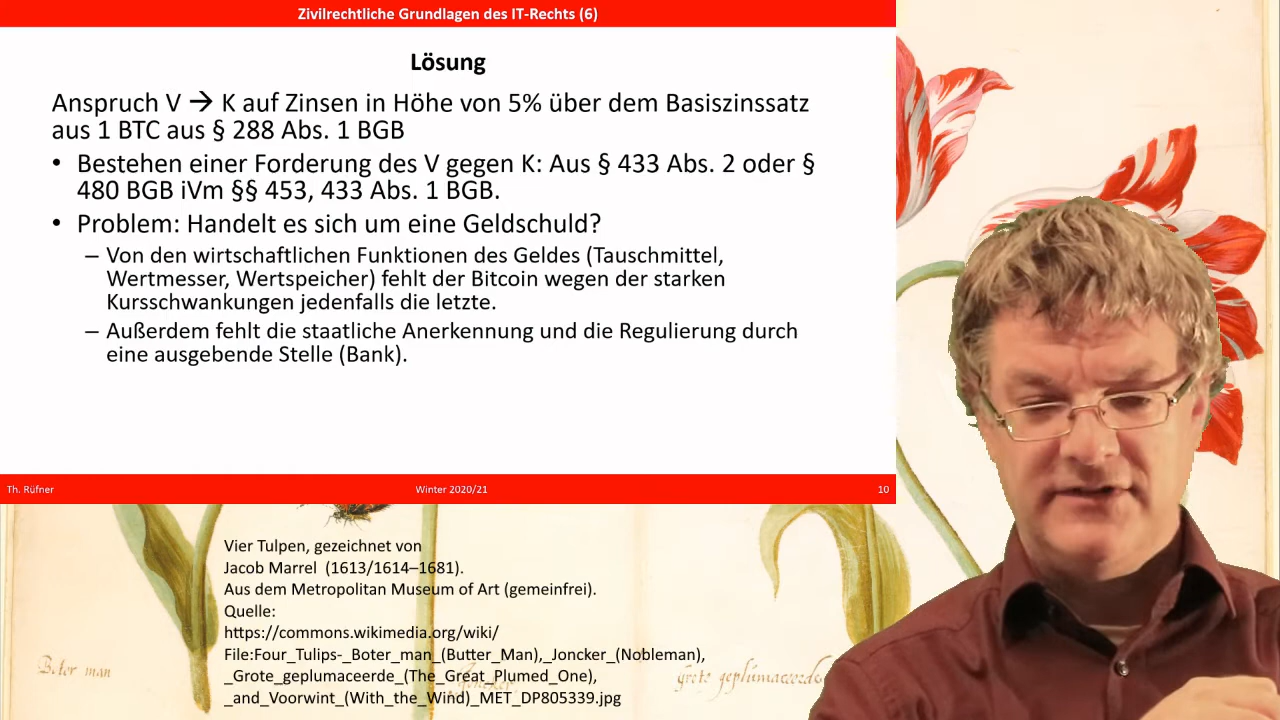 Zivilrechtliche Grundlagen des IT-Rechts (6)
Lösung
Anspruch V → K auf Zinsen in Höhe von 5% über dem Basiszinssatz
aus 1 BTC aus § 288 Abs. 1 BGB
• Bestehen einer Forderung des V gegen K: Aus § 433 Abs. 2 oder §
480 BGB iVm §§ 453, 433 Abs. 1 BGB.
• Problem: Handelt es sich um eine Geldschuld?
– Von den wirtschaftlichen Funktionen des Geldes (Tauschmittel,
Wertmesser, Wertspeicher) fehlt der Bitcoin wegen der starken
Kursschwankungen jedenfalls die letzte.
– Außerdem fehlt die staatliche Anerkennung und die Regulierung durch
eine ausgebende Stelle (Bank).
Th. Rüfner
Winter 2020/21
10
Vier Tulpen, gezeichnet von
Jacob Marrel (1613/1614–1681).
Aus dem Metropolitan Museum of Art (gemeinfrei).
Quelle:
https://commons.wikimedia.org/wiki/
File:Four_Tulips-_Boter_man_(Butter_Man),_Joncker_(Nobleman),
_Grote_geplumaceerde_(The_Great_Plumed_One),
_and_Voorwint_(With_the_Wind)_MET_DP805339.jpg
Boter man
grote geplumaceerde